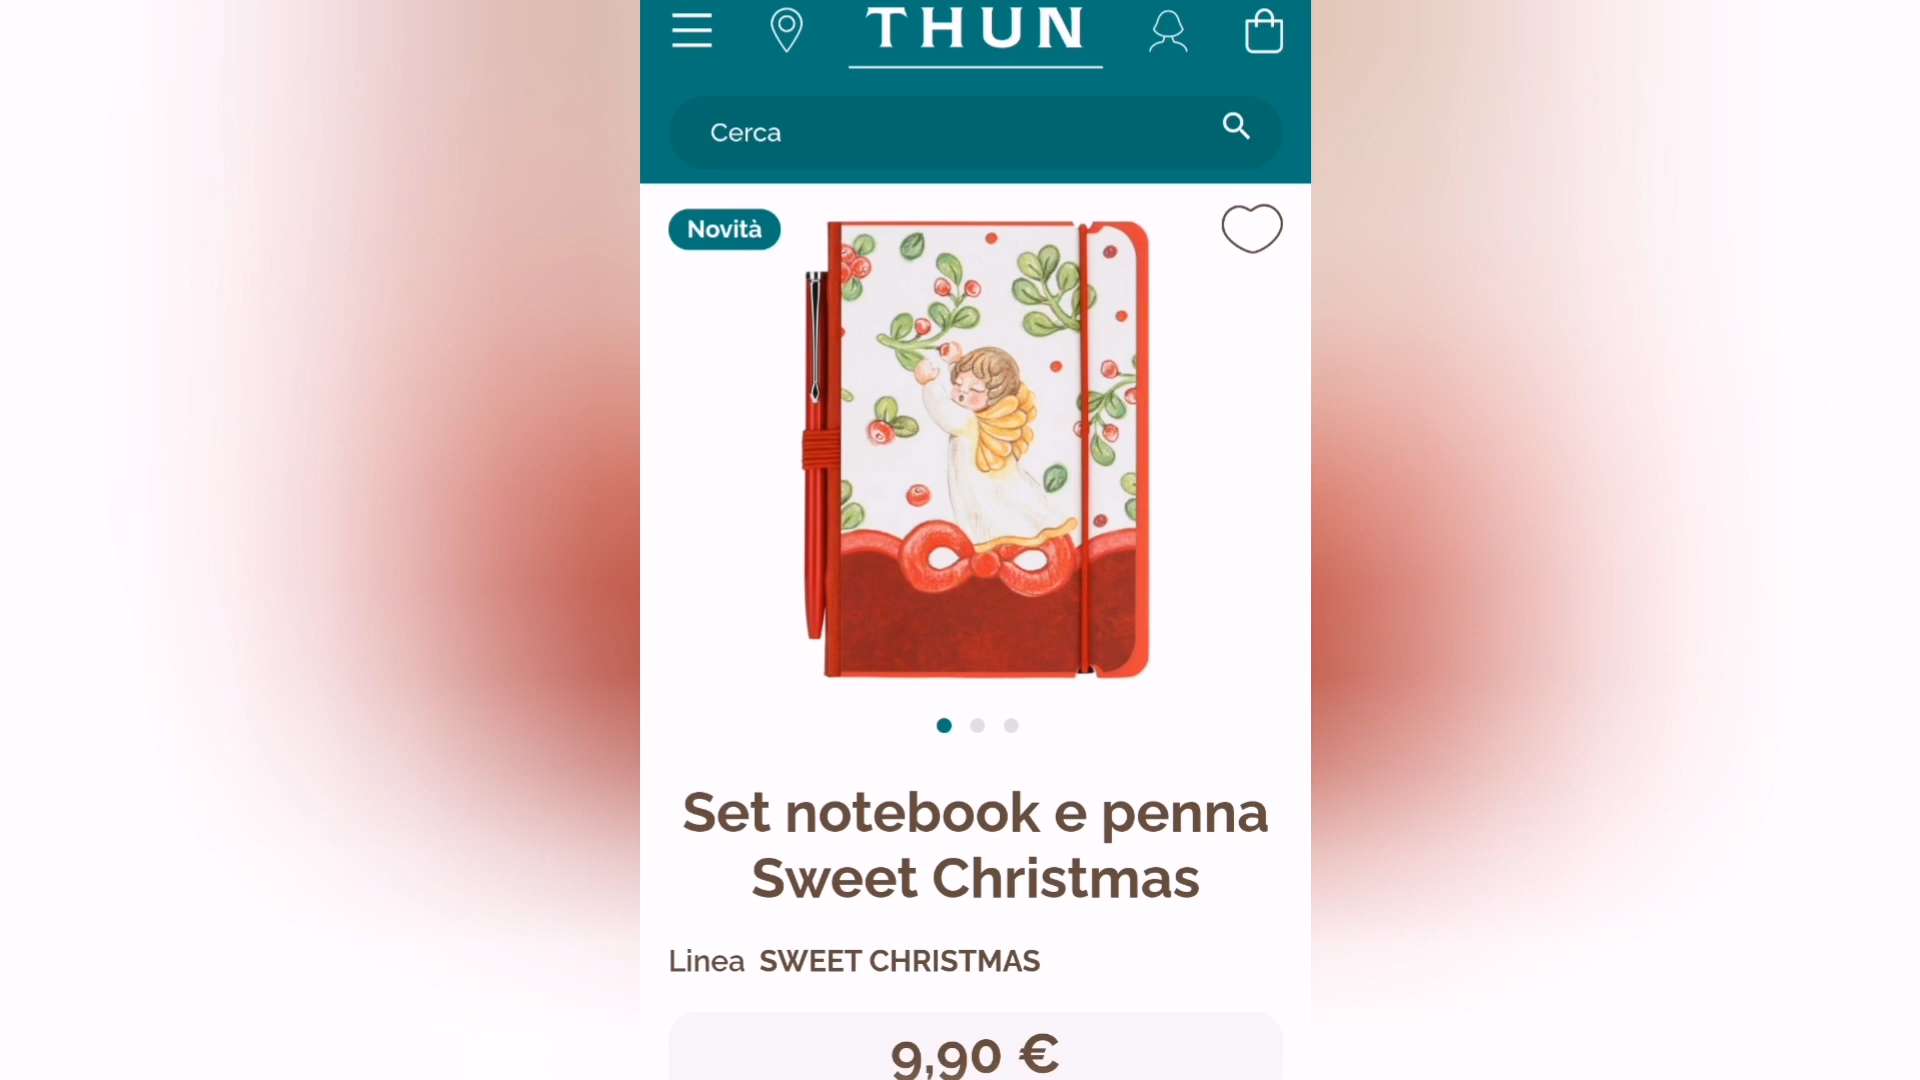 THUN
Cerca
Novità
Set notebook e penna
Sweet Christmas
Linea SWEET CHRISTMAS
9,90 €